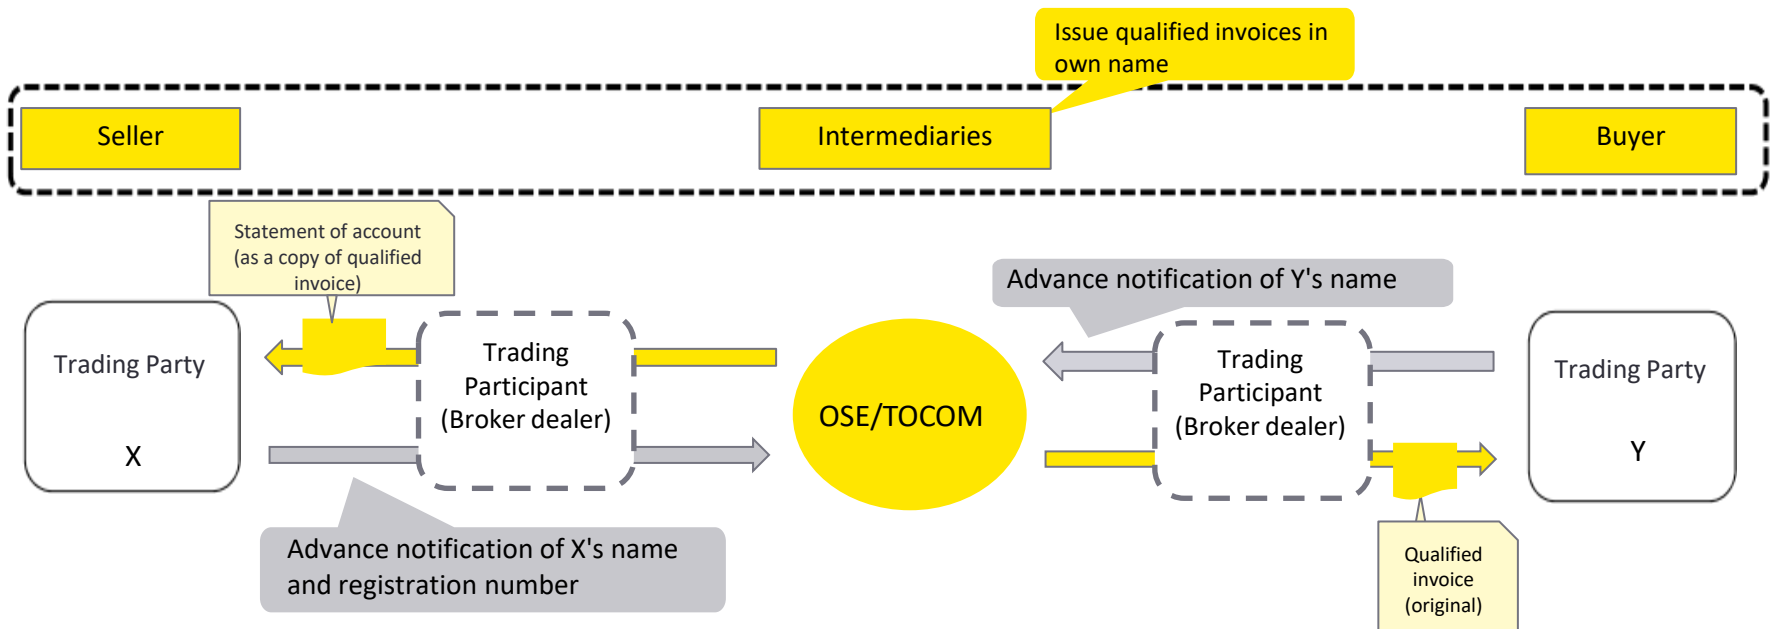 Issue qualified invoices in
own name
Seller
Intermediaries
Buyer
Statement of account
(as a copy of qualified
invoice)
Advance notification of Y's name
Trading Party
X
Trading
Participant
(Broker dealer)
OSE/TOCOM
Trading
Participant
(Broker dealer)
Trading Party
Y
Advance notification of X's name
and registration number
Qualified
invoice
(original)